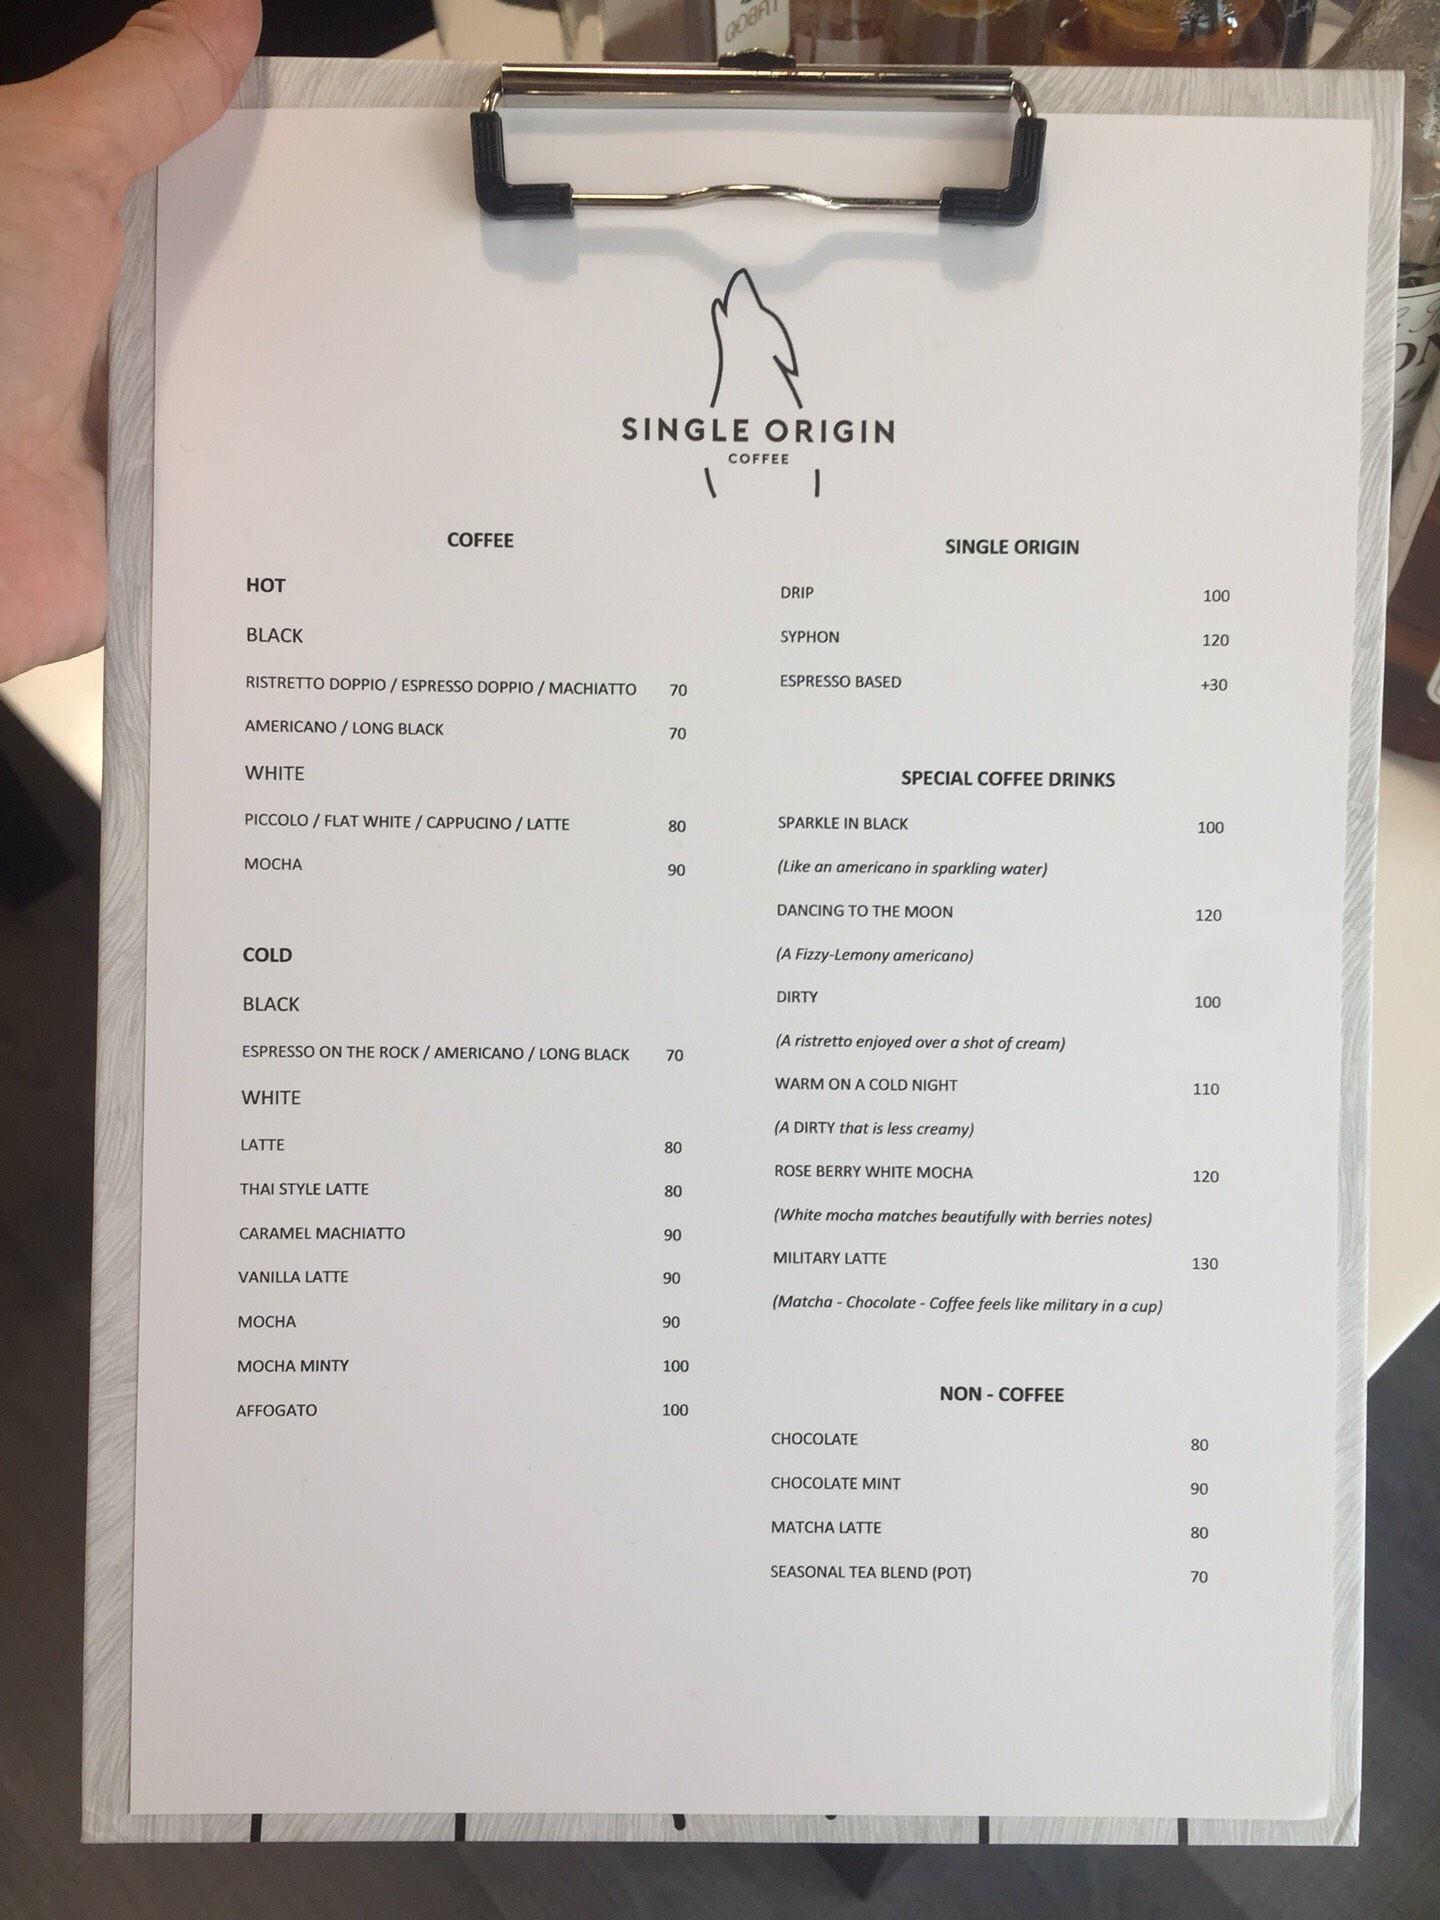 SINGLE ORIGIN
COFFEE
COFFEE
HOT
BLACK
RISTRETTO DOPPIO / ESPRESSO DOPPIO / MACHIATTO 70
AMERICANO / LONG BLACK 70
WHITE
PICCOLO / FLAT WHITE / CAPPUCINO / LATTE 80
MOCHA 90
COLD
BLACK
ESPRESSO ON THE ROCK / AMERICANO / LONG BLACK 70
WHITE
LATTE 80
THAI STYLE LATTE 80
CARAMEL MACHIATTO 90
VANILLA LATTE 90
MOCHA 90
MOCHA MINTY 100
AFFOGATO 100
SINGLE ORIGIN
DRIP 100
SYPHON 120
ESPRESSO BASED +30
SPECIAL COFFEE DRINKS
SPARKLE IN BLACK 100
(Like an americano in sparkling water)
DANCING TO THE MOON 120
(A Fizzy-Lemony americano)
DIRTY 100
(A ristretto enjoyed over a shot of cream)
WARM ON A COLD NIGHT 110
(A DIRTY that is less creamy)
ROSE BERRY WHITE MOCHA 120
(White mocha matches beautifully with berries notes)
MILITARY LATTE 130
(Matcha - Chocolate - Coffee feels like military in a cup)
NON - COFFEE
CHOCOLATE 80
CHOCOLATE MINT 90
MATCHA LATTE 80
SEASONAL TEA BLEND (POT) 70